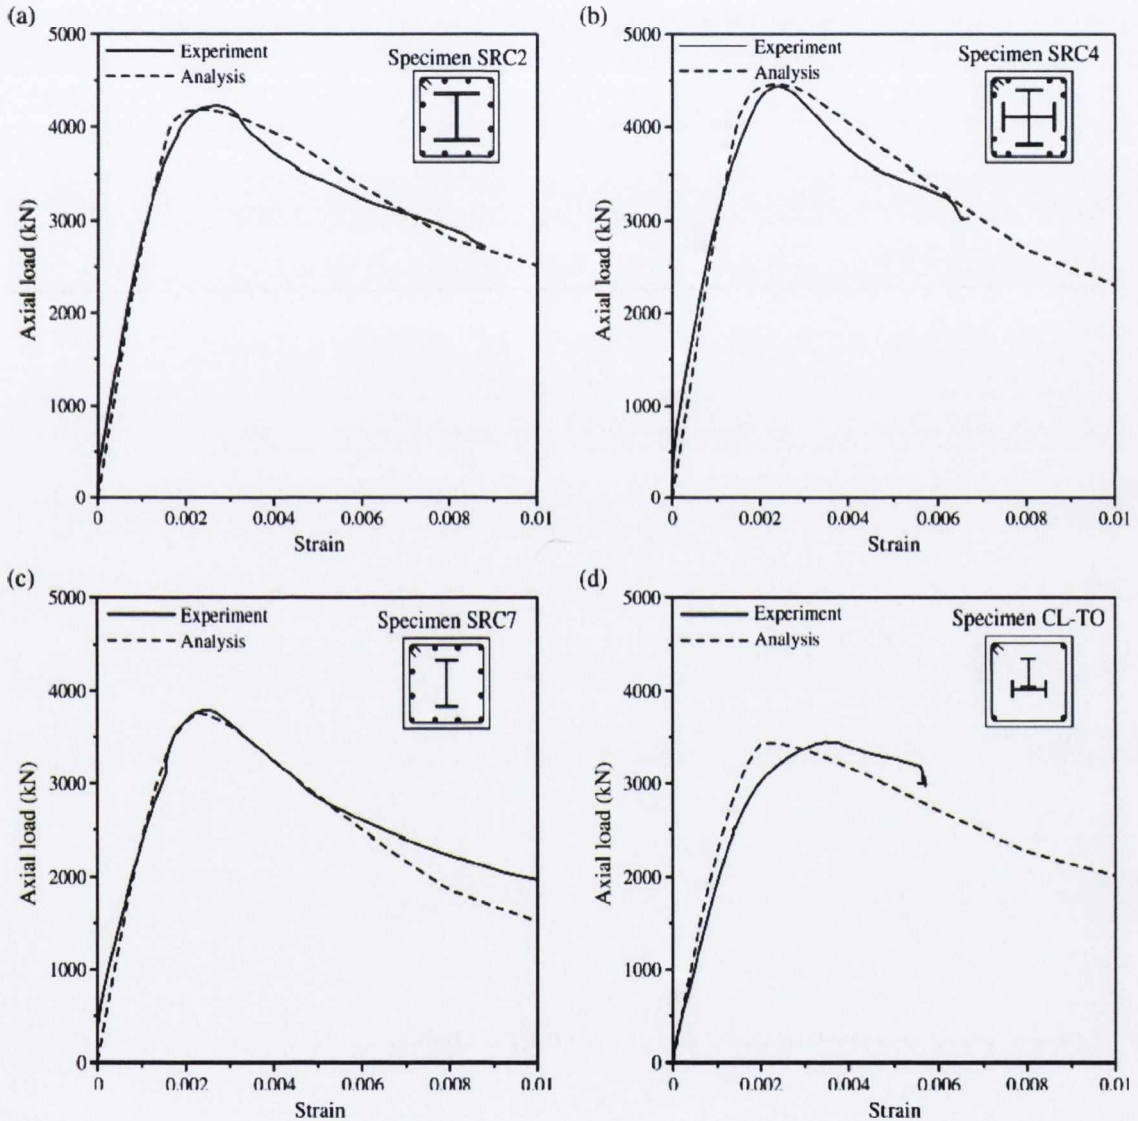 (a)
5000
Experiment
Analysis
Specimen SRC2
4000
3000
2000
1000
0
Axial load (kN)
0
0.002
0.004
0.006
0.008
0.01
Strain
(b)
5000
Experiment
Analysis
Specimen SRC4
4000
3000
2000
1000
0
Axial load (kN)
0
0.002
0.004
0.006
0.008
0.01
Strain
(c)
5000
Experiment
Analysis
Specimen SRC7
4000
3000
2000
1000
0
Axial load (kN)
0
0.002
0.004
0.006
0.008
0.01
Strain
(d)
5000
Experiment
Analysis
Specimen CL-TO
4000
3000
2000
1000
0
Axial load (kN)
0
0.002
0.004
0.006
0.008
0.01
Strain